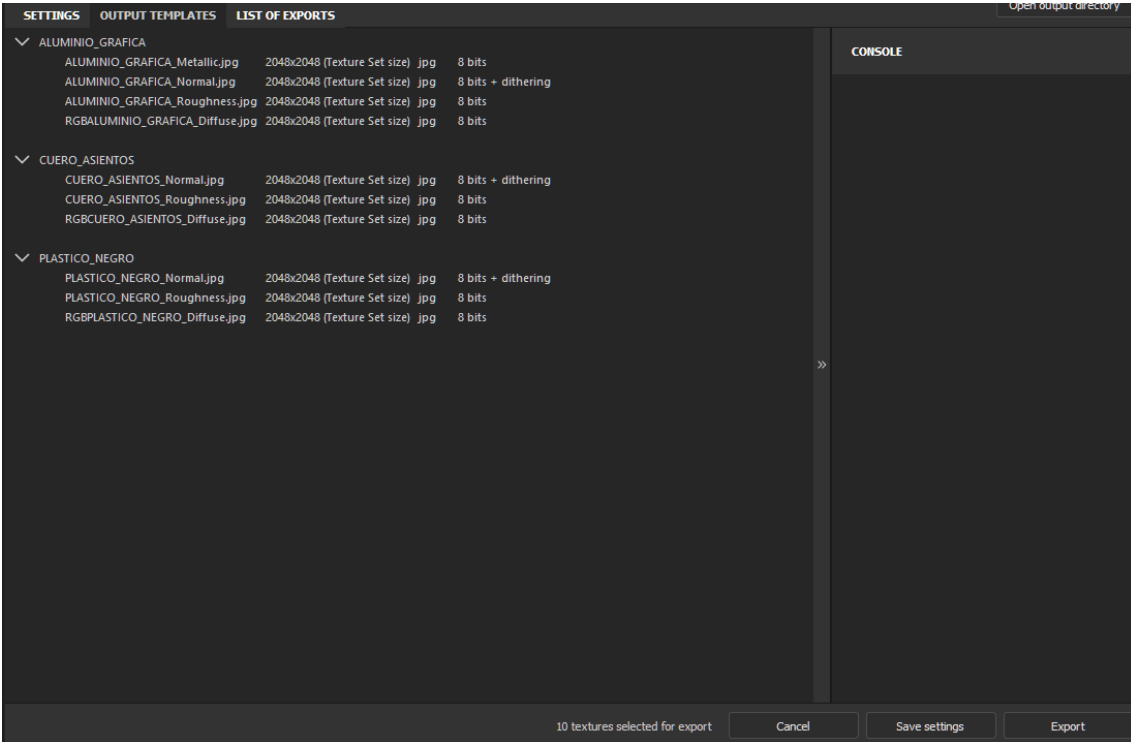 Open output directory
SETTINGS OUTPUT TEMPLATES LIST OF EXPORTS
ALUMINIO_GRAFICA
ALUMINIO_GRAFICA_Metallic.jpg 2048x2048 (Texture Set size) jpg 8 bits
ALUMINIO_GRAFICA_Normal.jpg 2048x2048 (Texture Set size) jpg 8 bits + dithering
ALUMINIO_GRAFICA_Roughness.jpg 2048x2048 (Texture Set size) jpg 8 bits
RGBALUMINIO_GRAFICA_Diffuse.jpg 2048x2048 (Texture Set size) jpg 8 bits
CUERO_ASIENTOS
CUERO_ASIENTOS_Normal.jpg 2048x2048 (Texture Set size) jpg 8 bits + dithering
CUERO_ASIENTOS_Roughness.jpg 2048x2048 (Texture Set size) jpg 8 bits
RGBCUERO_ASIENTOS_Diffuse.jpg 2048x2048 (Texture Set size) jpg 8 bits
PLASTICO_NEGRO
PLASTICO_NEGRO_Normal.jpg 2048x2048 (Texture Set size) jpg 8 bits + dithering
PLASTICO_NEGRO_Roughness.jpg 2048x2048 (Texture Set size) jpg 8 bits
RGBPLASTICO_NEGRO_Diffuse.jpg 2048x2048 (Texture Set size) jpg 8 bits
CONSOLE
10 textures selected for export Cancel Save settings Export